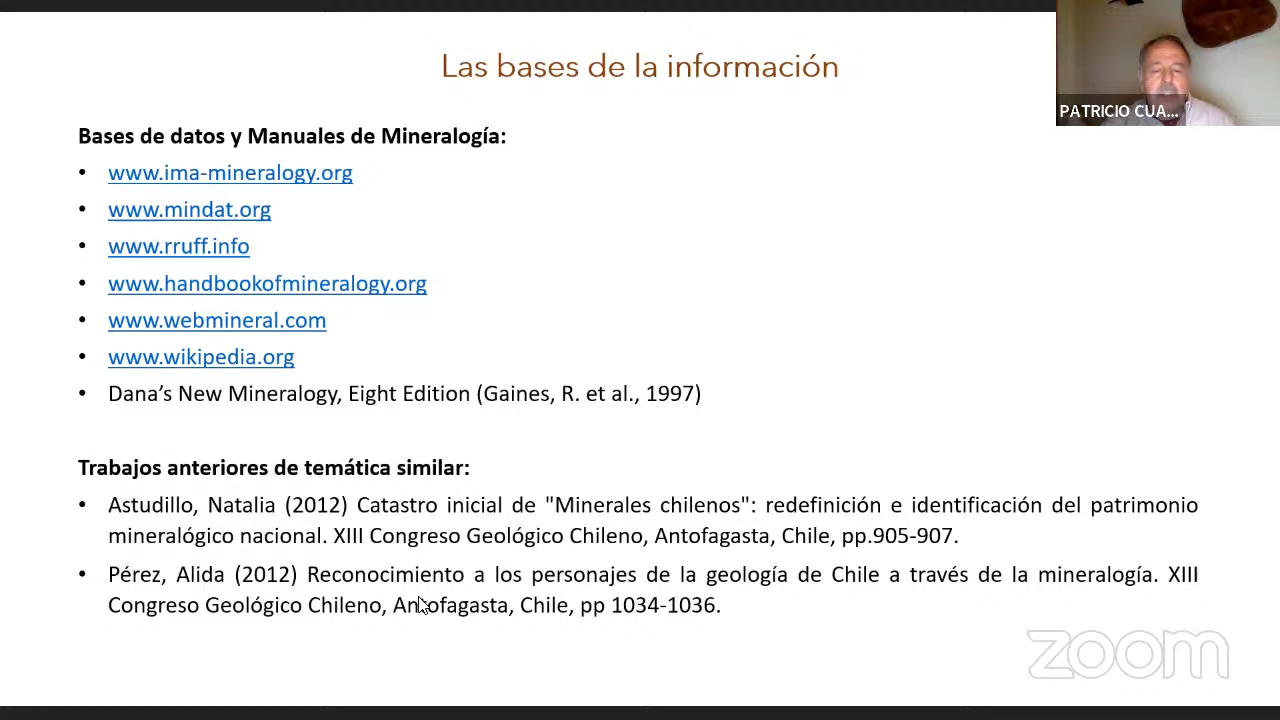 Las bases de la información
PATRICIO CUA...
Bases de datos y Manuales de Mineralogía:
• www.ima-mineralogy.org
• www.mindat.org
• www.rruff.info
• www.handbookofmineralogy.org
• www.webmineral.com
• www.wikipedia.org
• Dana’s New Mineralogy, Eight Edition (Gaines, R. et al., 1997)
Trabajos anteriores de temática similar:
• Astudillo, Natalia (2012) Catastro inicial de "Minerales chilenos": redefinición e identificación del patrimonio
mineralógico nacional. XIII Congreso Geológico Chileno, Antofagasta, Chile, pp.905-907.
• Pérez, Alida (2012) Reconocimiento a los personajes de la geología de Chile a través de la mineralogía. XIII
Congreso Geológico Chileno, Antofagasta, Chile, pp 1034-1036.
zoom